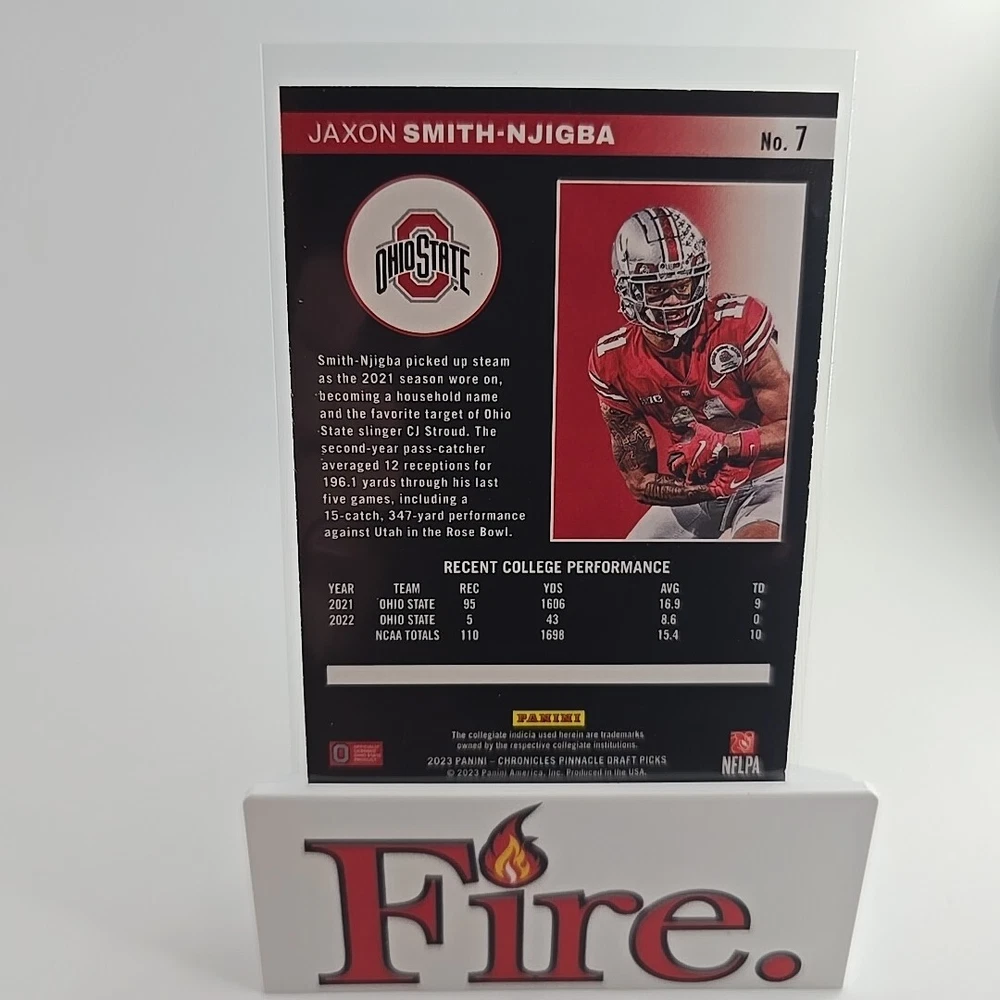 JAXON SMITH-NJIGBA
No. 7
OHIO STATE
11
11
Smith-Njigba picked up steam
as the 2021 season wore on,
becoming a household name
and the favorite target of Ohio
State slinger CJ Stroud. The
second-year pass-catcher
averaged 12 receptions for
196.1 yards through his last
five games, including a
15-catch, 347-yard performance
against Utah in the Rose Bowl.
RECENT COLLEGE PERFORMANCE
YEAR TEAM REC YDS AVG TD
2021 OHIO STATE 95 1606 16.9 9
2022 OHIO STATE 5 43 8.6 0
NCAA TOTALS 110 1698 15.4 10
PANINI
The collegiate indicia used herein are trademarks
owned by the respective collegiate institutions.
2023 PANINI – CHRONICLES PINNACLE DRAFT PICKS
© 2023 Panini America, Inc. Produced in the USA.
NFLPA
Fire.